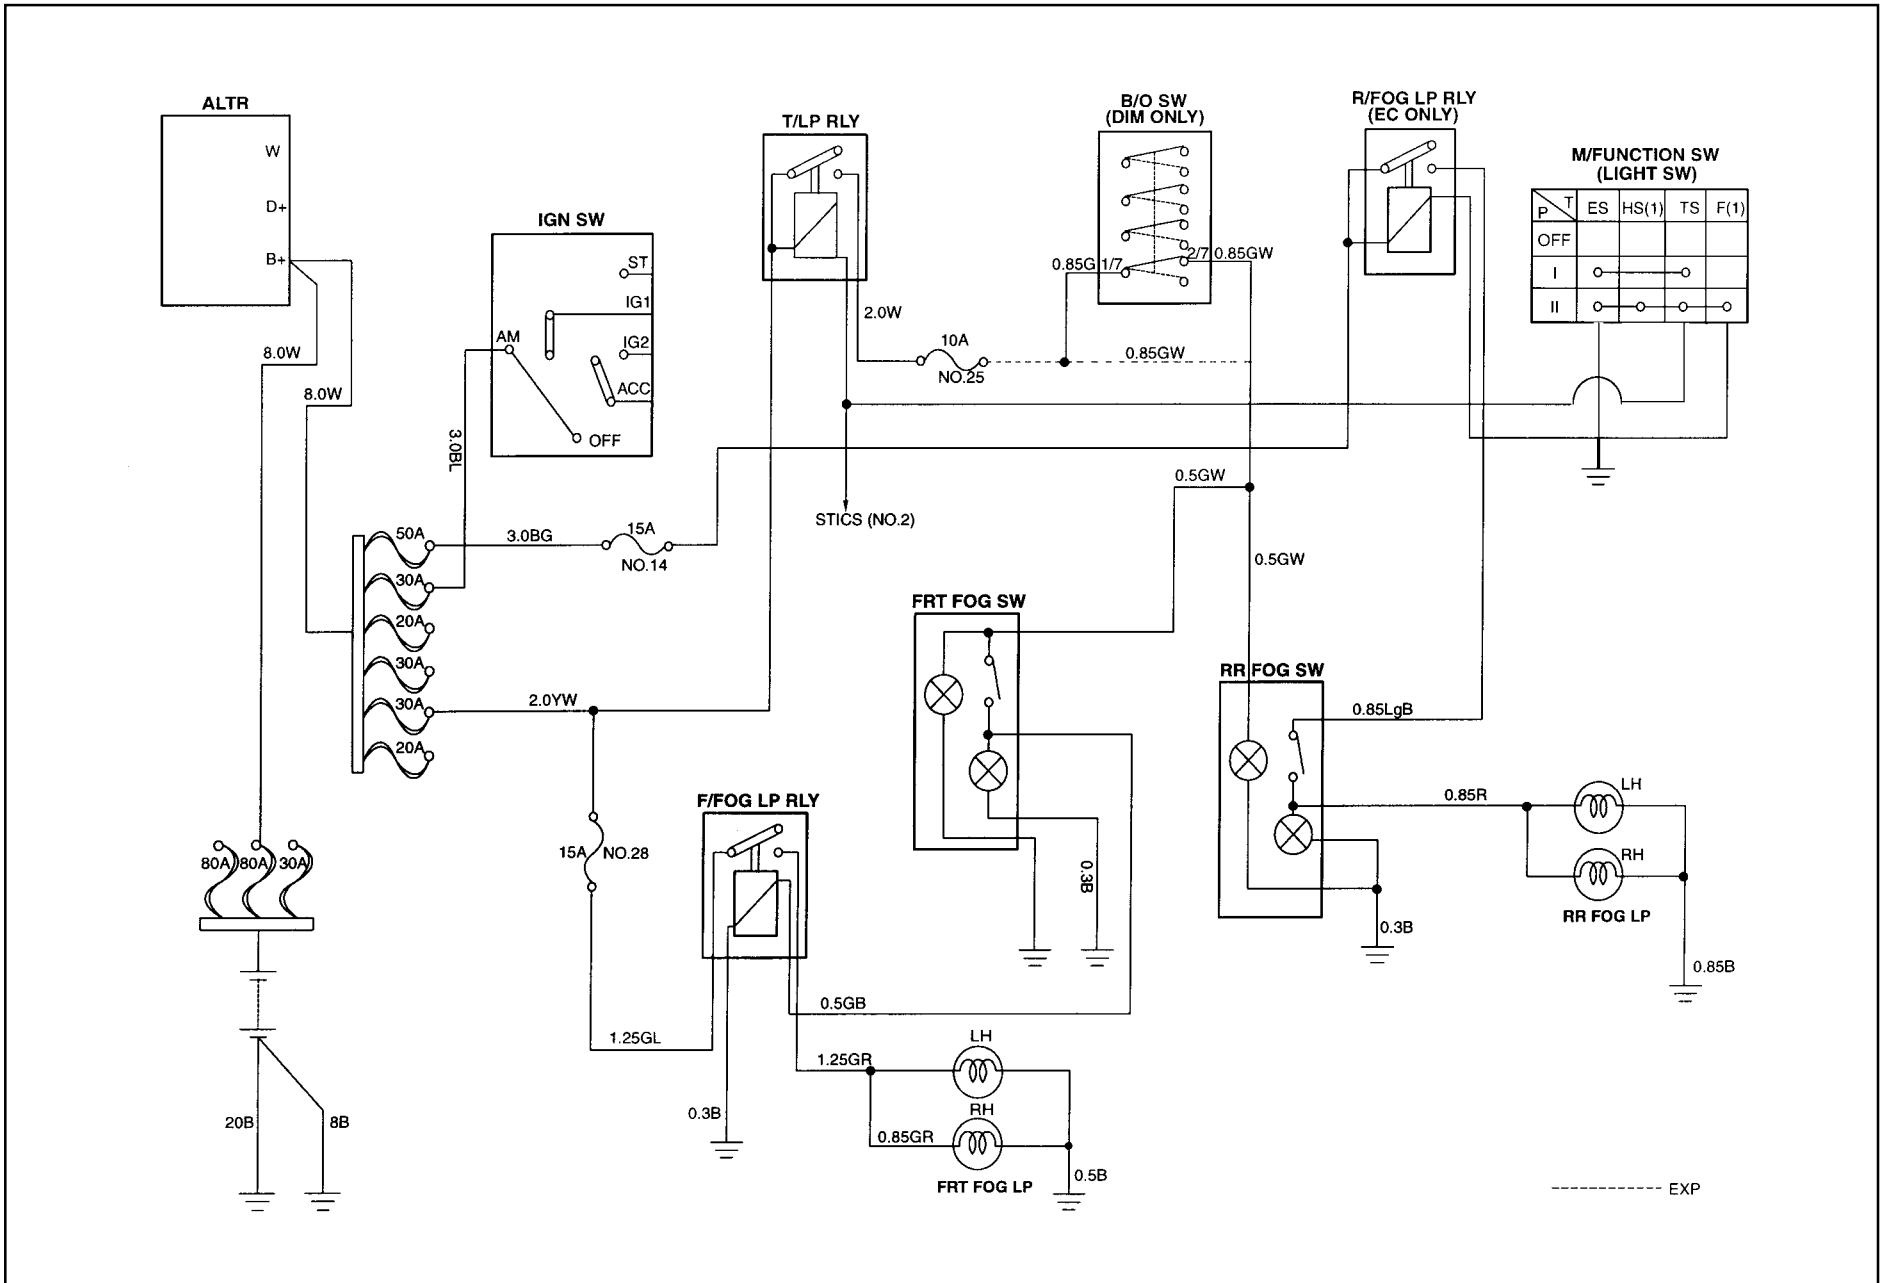 ALTR
W
D+
B+
8.0W
8.0W
IGN SW
ST
IG1
IG2
ACC
AM
OFF
3.0BL
T/LP RLY
2.0W
10A
NO.25
B/O SW
(DIM ONLY)
0.85G 1/7
2/7 0.85GW
0.85GW
R/FOG LP RLY
(EC ONLY)
M/FUNCTION SW
(LIGHT SW)
P T ES HS(1) TS F(1)
OFF
I
II
STICS (NO.2)
50A
30A
20A
30A
30A
20A
3.0BG
15A
NO.14
0.5GW
0.5GW
2.0YW
FRT FOG SW
0.3B
RR FOG SW
0.85LgB
0.85R
LH
RH
RR FOG LP
0.3B
0.85B
80A 80A 30A
15A NO.28
F/FOG LP RLY
0.5GB
1.25GL
1.25GR
LH
RH
0.85GR
FRT FOG LP
0.3B
0.5B
20B
8B
EXP